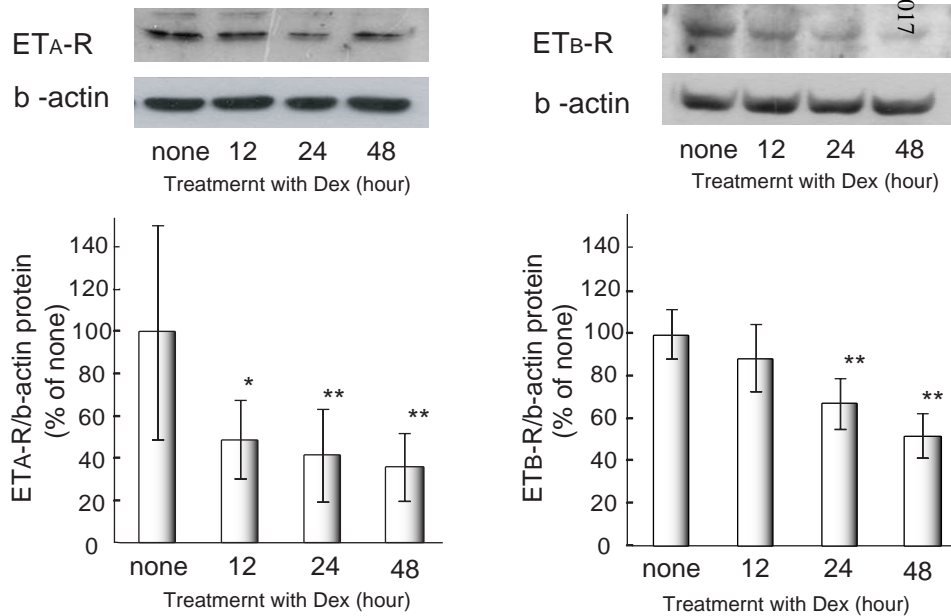 ETA-R
b -actin
none 12 24 48
Treatmernt with Dex (hour)
ETA-R/b-actin protein
(% of none)
140
120
100
80
60
40
20
0
*
**
**
none 12 24 48
Treatmernt with Dex (hour)
017
ETB-R
b -actin
none 12 24 48
Treatmernt with Dex (hour)
ETB-R/b-actin protein
(% of none)
140
120
100
80
60
40
20
0
**
**
none 12 24 48
Treatmernt with Dex (hour)